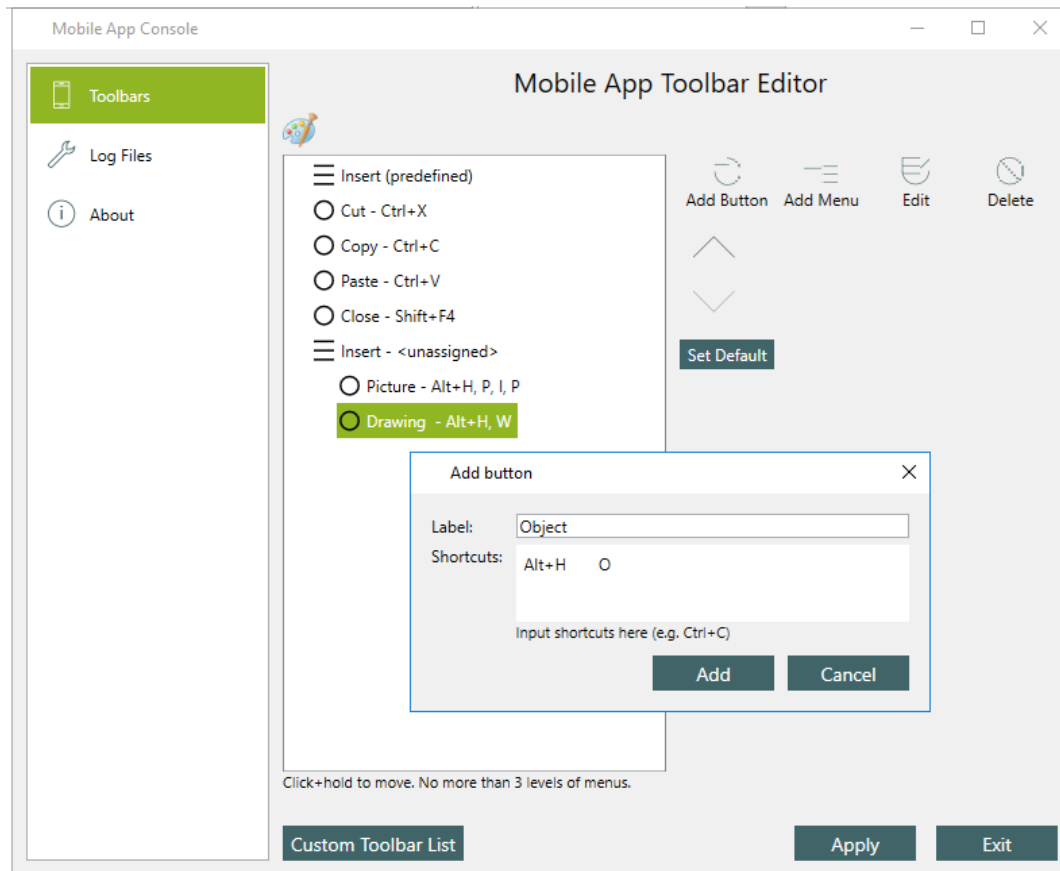 Mobile App Console
Toolbars
Log Files
About
Mobile App Toolbar Editor
Insert (predefined)
Cut - Ctrl+X
Copy - Ctrl+C
Paste - Ctrl+V
Close - Shift+F4
Insert - <unassigned>
Picture - Alt+H, P, I, P
Drawing - Alt+H, W
Add Button Add Menu Edit Delete
Set Default
Add button
Label: Object
Shortcuts: Alt+H O
Input shortcuts here (e.g. Ctrl+C)
Add Cancel
Click+hold to move. No more than 3 levels of menus.
Custom Toolbar List Apply Exit